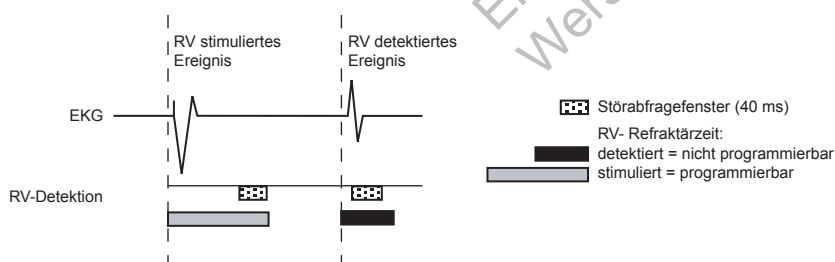 RV stimuliertes
Ereignis
RV detektiertes
Ereignis
EKG
RV-Detektion
Störabfragefenster (40 ms)
RV- Refraktärzeit:
detektiert = nicht programmierbar
stimuliert = programmierbar